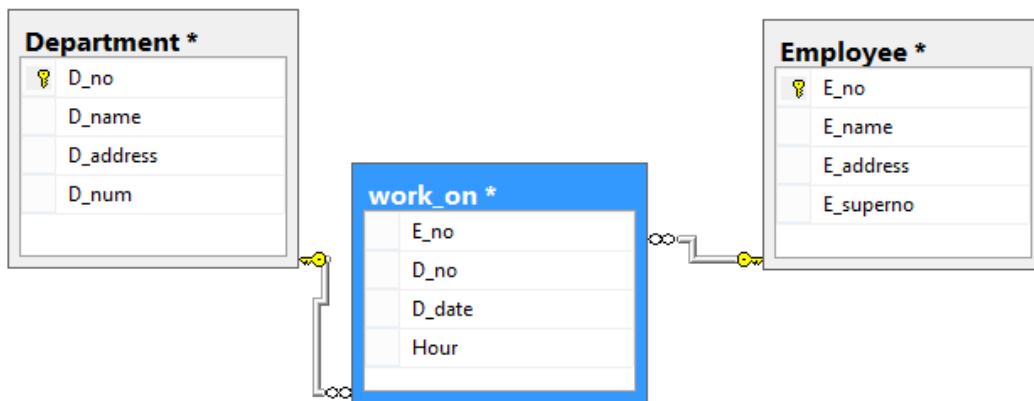 Department *
D_no
D_name
D_address
D_num
work_on *
E_no
D_no
D_date
Hour
Employee *
E_no
E_name
E_address
E_superno